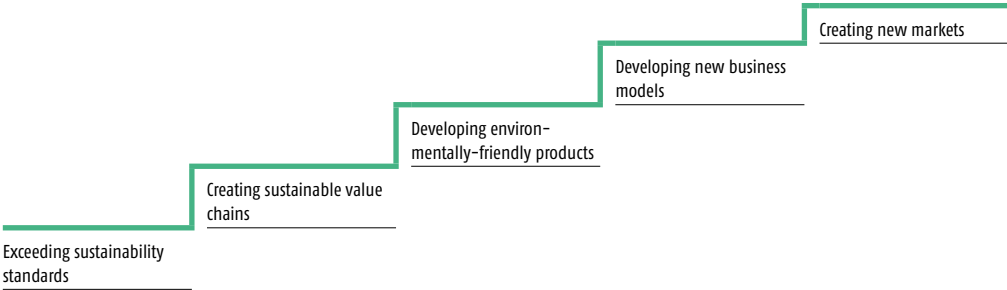 Creating new markets
Developing new business
models
Developing environ-
mentally-friendly products
Creating sustainable value
chains
Exceeding sustainability
standards